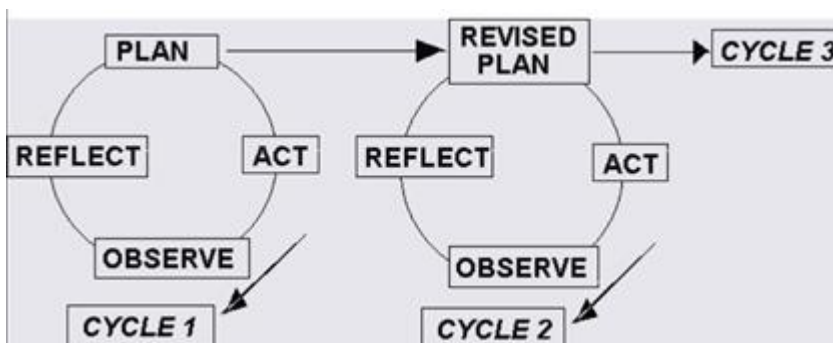 PLAN
REVISED
PLAN
CYCLE 3
REFLECT
ACT
REFLECT
ACT
OBSERVE
OBSERVE
CYCLE 1
CYCLE 2